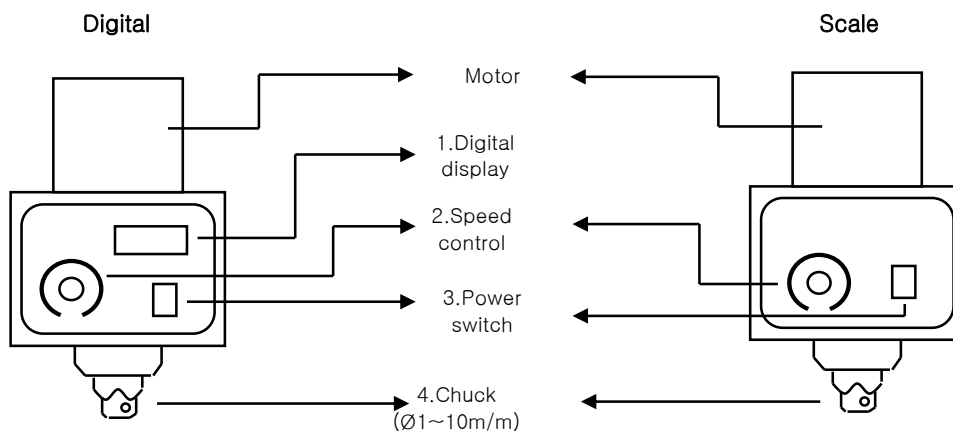 Digital
Scale
Motor
1.Digital
display
2.Speed
control
3.Power
switch
4.Chuck
(Ø1~10m/m)